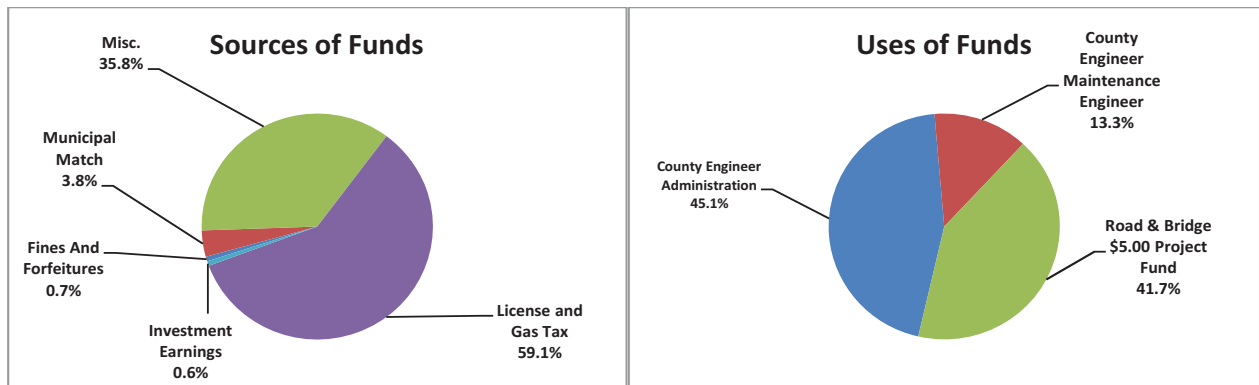 Sources of Funds
Misc.
35.8%
Municipal
Match
3.8%
Fines And
Forfeitures
0.7%
Investment
Earnings
0.6%
License and
Gas Tax
59.1%
Uses of Funds
County
Engineer
Maintenance
Engineer
13.3%
County Engineer
Administration
45.1%
Road & Bridge
$5.00 Project
Fund
41.7%